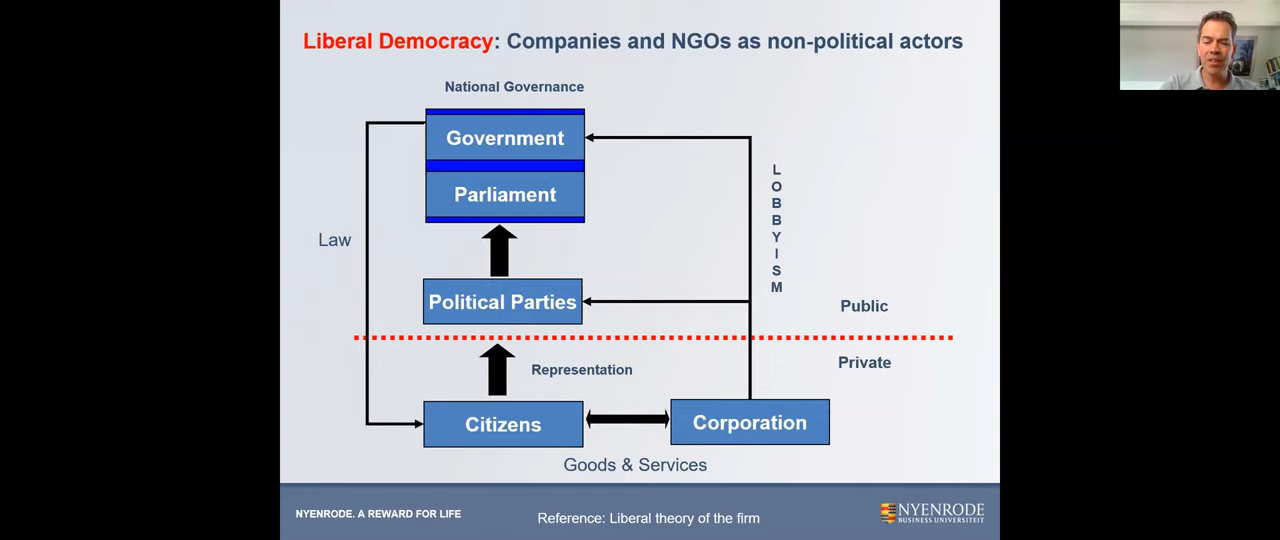 Liberal Democracy: Companies and NGOs as non-political actors
National Governance
Government
Parliament
LOBBYISM
Law
Political Parties
Public
Private
Representation
Citizens
Corporation
Goods & Services
NYENRODE. A REWARD FOR LIFE
Reference: Liberal theory of the firm
NYENRODE
BUSINESS UNIVERSITEIT